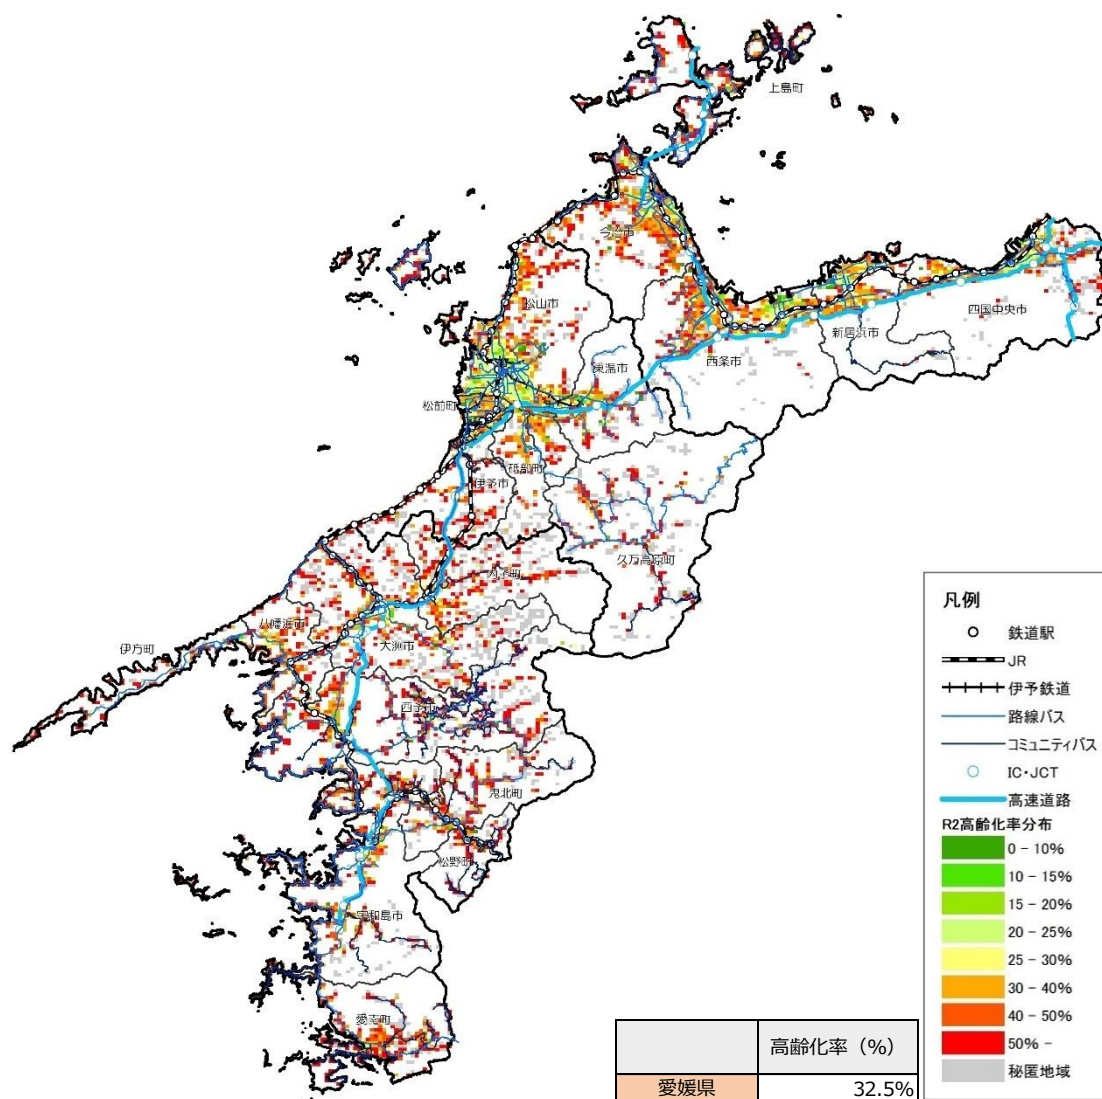 上島町
今治市
松山市
四国中央市
新居浜市
西条市
東温市
松前町
砥部町
伊予市
久万高原町
内子町
八幡浜市
伊方町
大洲市
西予市
鬼北町
松野町
宇和島市
愛南町
凡例
鉄道駅
JR
伊予鉄道
路線バス
コミュニティバス
IC・JCT
高速道路
R2高齢化率分布
0 - 10%
10 - 15%
15 - 20%
20 - 25%
25 - 30%
30 - 40%
40 - 50%
50% -
秘匿地域
高齢化率（%）
愛媛県 32.5%